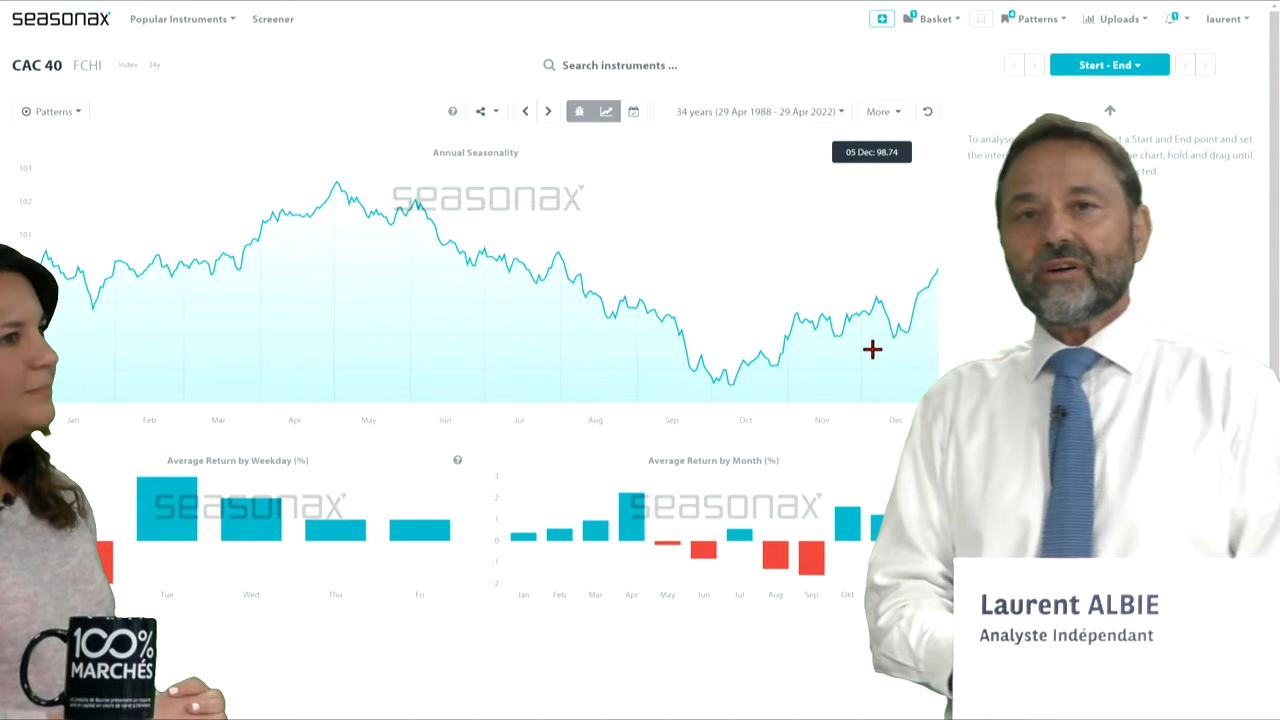 seasonax Popular Instruments Screener 1 Basket 4 Patterns Uploads 1 laurent
CAC 40 FCHI Index 34y Search instruments ... Start - End
Patterns 34 years (29 Apr 1988 - 29 Apr 2022) More
Annual Seasonality
05 Dec: 98.74
To analyse
t a Start and End point and set
the inter
he chart, hold and drag until
cted.
seasonax
103
102
101
Jan Feb Mar Apr May Jun Jul Aug Sep Oct Nov Dec
Average Return by Weekday (%)
seasonax
Tue Wed Thu Fri
Average Return by Month (%)
seasonax
3
2
1
0
-1
-2
Jan Feb Mar Apr May Jun Jul Aug Sep Okt
100%
MARCHÉS
Laurent ALBIE
Analyste Indépendant